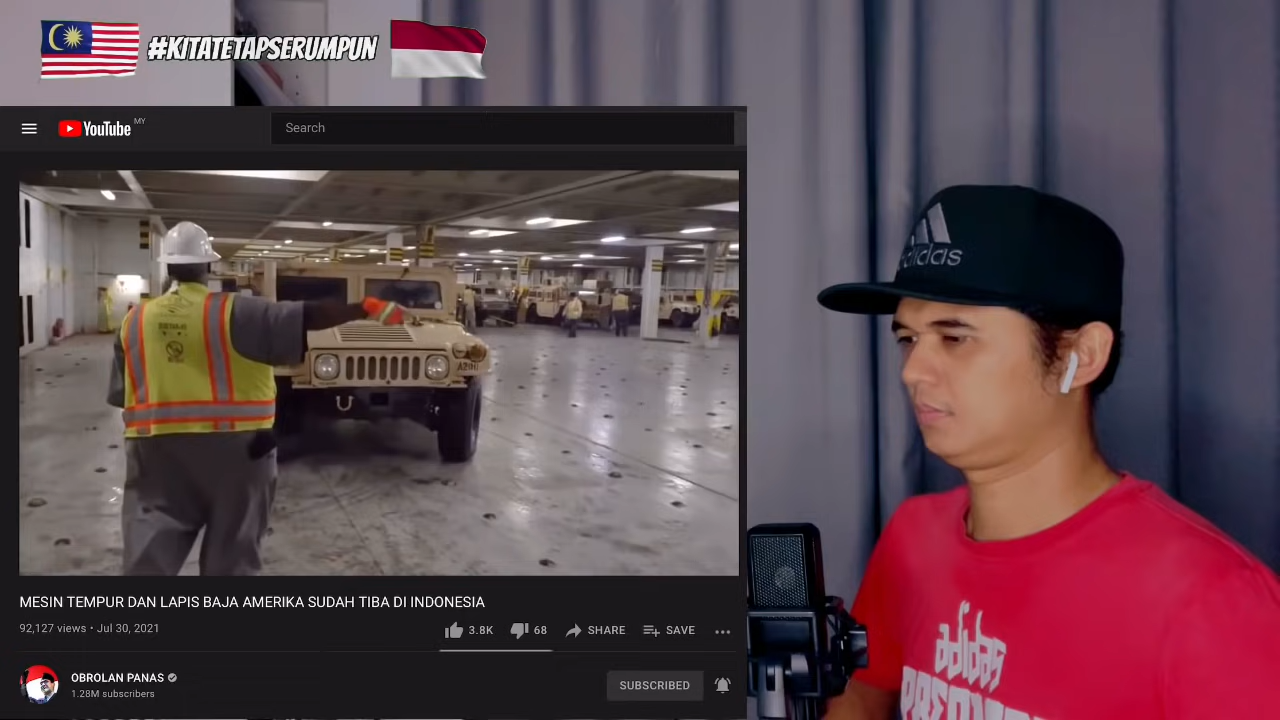 #KITATETAPSERUMPUN
YouTube MY
Search
MESIN TEMPUR DAN LAPIS BAJA AMERIKA SUDAH TIBA DI INDONESIA
92,127 views • Jul 30, 2021
3.8K
68
SHARE
SAVE
OBROLAN PANAS
1.28M subscribers
SUBSCRIBED
adidas
adidas